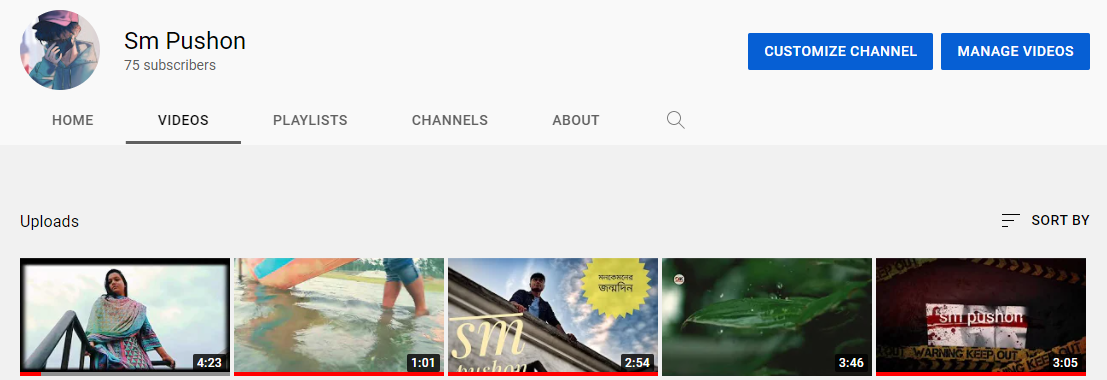 Sm Pushon
75 subscribers
CUSTOMIZE CHANNEL
MANAGE VIDEOS
HOME
VIDEOS
PLAYLISTS
CHANNELS
ABOUT
Uploads
SORT BY
4:23
1:01
মনকেমনের
জন্মদিন
sm
pushon
2:54
3:46
sm pushon
WARNING KEEP OUT
3:05